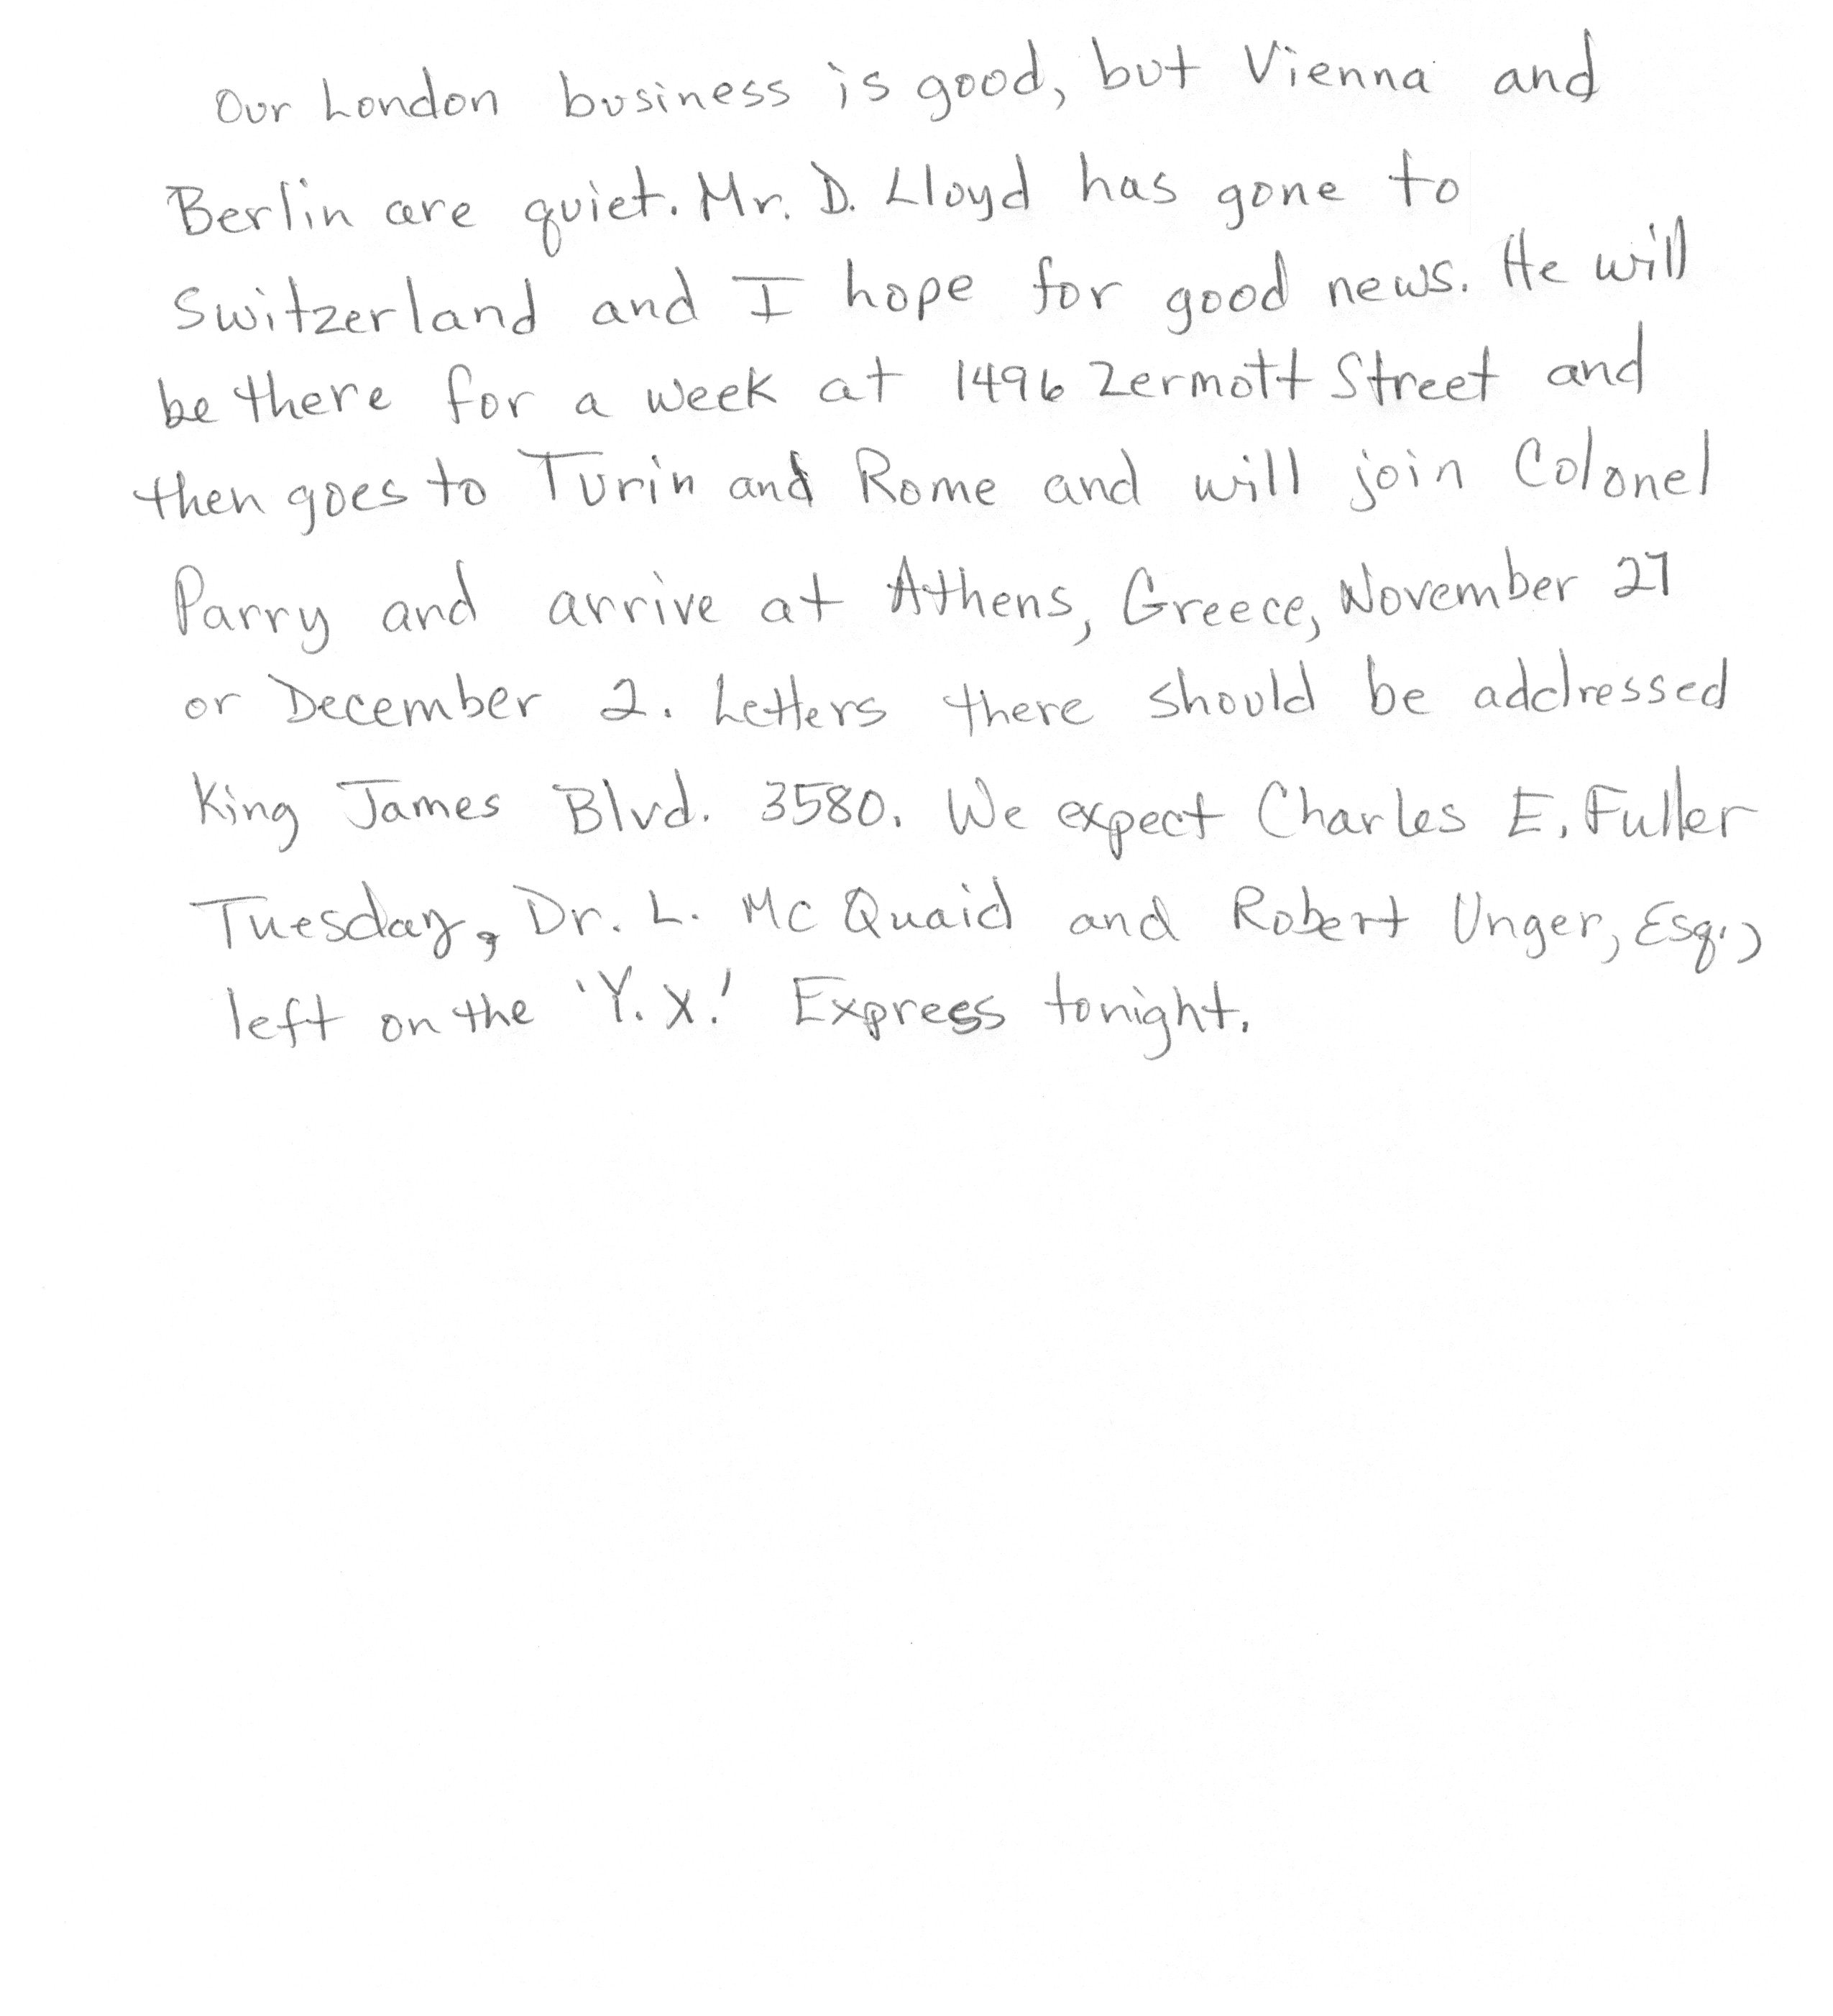 Our London business is good, but Vienna and
Berlin are quiet. Mr. D. Lloyd has gone to
Switzerland and I hope for good news. He will
be there for a week at 1496 Zermott Street and
then goes to Turin and Rome and will join Colonel
Parry and arrive at Athens, Greece, November 27
or December 2. Letters there should be addressed
King James Blvd. 3580. We expect Charles E. Fuller
Tuesday, Dr. L. Mc Quaid and Robert Unger, Esq.,
left on the 'Y. X.' Express tonight.